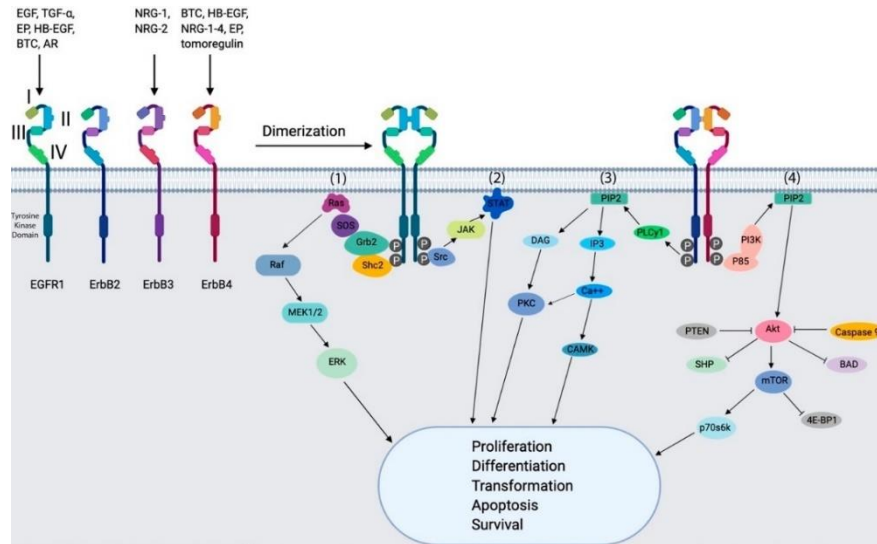 EGF, TGF-α,
EP, HB-EGF,
BTC, AR
NRG-1,
NRG-2
BTC, HB-EGF,
NRG-1-4, EP,
tomoregulin
I
II
III
IV
Tyrosine
Kinase
Domain
EGFR1
ErbB2
ErbB3
ErbB4
Dimerization
(1)
(2)
(3)
(4)
Ras
SOS
Grb2
Shc2
P
P
P
P
Src
JAK
STAT
Raf
MEK1/2
ERK
PIP2
DAG
IP3
PLCy1
PKC
Ca++
CAMK
P
P
P
P
PIP2
PI3K
P85
PTEN
Akt
Caspase 9
SHP
BAD
mTOR
p70s6k
4E-BP1
Proliferation
Differentiation
Transformation
Apoptosis
Survival